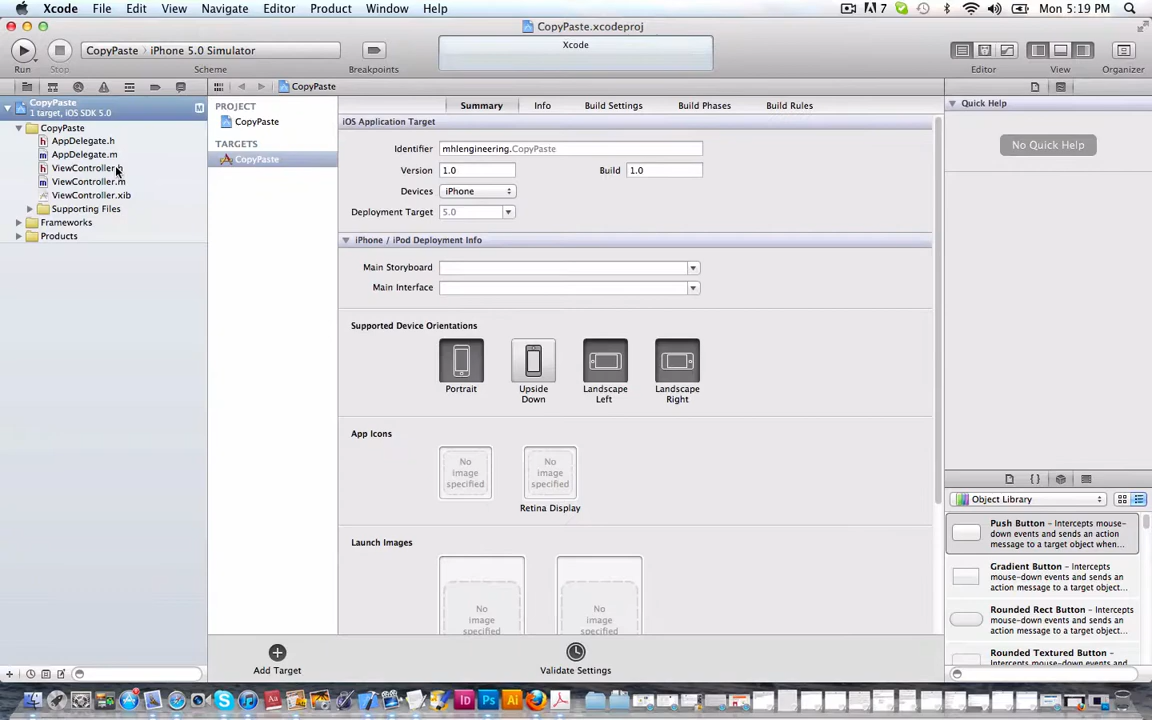 Xcode File Edit View Navigate Editor Product Window Help
7 Mon 5:19 PM
CopyPaste.xcodeproj
CopyPaste iPhone 5.0 Simulator
Xcode
Run Stop Scheme Breakpoints Editor View Organizer
CopyPaste
1 target, iOS SDK 5.0
M
CopyPaste
AppDelegate.h
AppDelegate.m
ViewController.h
ViewController.m
ViewController.xib
Supporting Files
Frameworks
Products
CopyPaste
PROJECT
CopyPaste
TARGETS
CopyPaste
Summary Info Build Settings Build Phases Build Rules
iOS Application Target
Identifier mhlengineering.CopyPaste
Version 1.0 Build 1.0
Devices iPhone
Deployment Target 5.0
iPhone / iPod Deployment Info
Main Storyboard
Main Interface
Supported Device Orientations
Portrait
Upside
Down
Landscape
Left
Landscape
Right
App Icons
No
image
specified
No
image
specified
Retina Display
Launch Images
No
image
specified
No
image
specified
Add Target
Validate Settings
Quick Help
No Quick Help
Object Library
Push Button – Intercepts mouse-
down events and sends an action
message to a target object when...
Gradient Button – Intercepts
mouse-down events and sends an
action message to a target object...
Rounded Rect Button – Intercepts
mouse-down events and sends an
action message to a target object...
Rounded Textured Button –
Intercepts mouse-down events and